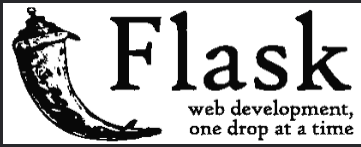 Flask
web development,
one drop at a time